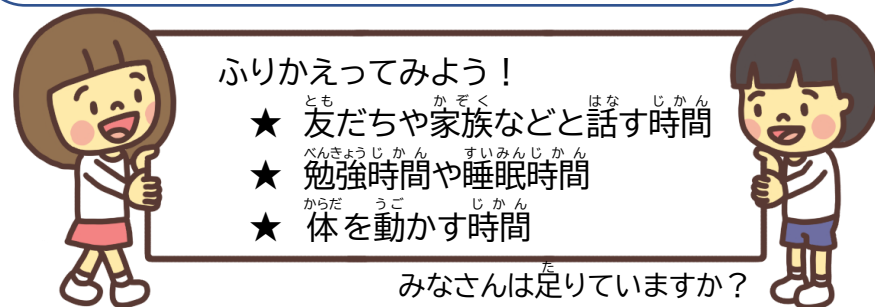 ふりかえってみよう！
★ 友だちや家族などと話す時間
★ 勉強時間や睡眠時間
★ 体を動かす時間
みなさんは足りていますか？